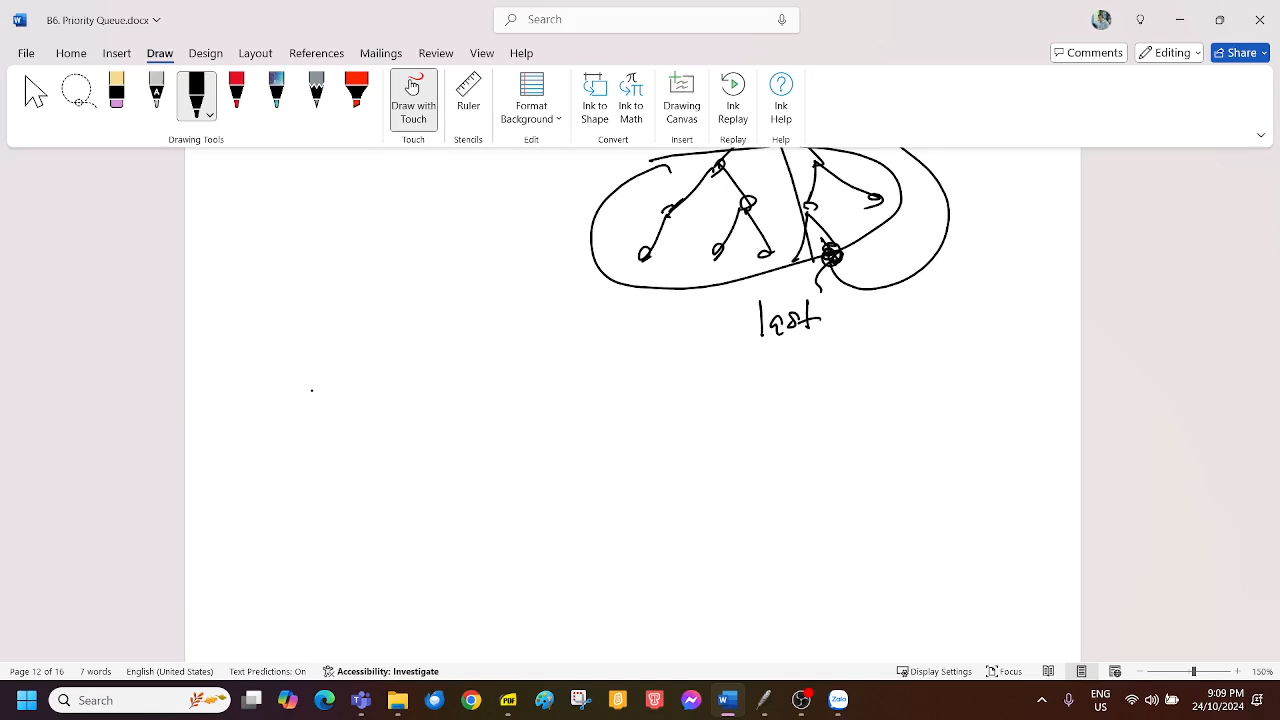 B6. Priority Queue.docx
Search
File Home Insert Draw Design Layout References Mailings Review View Help
Comments Editing Share
Draw with Touch
Ruler
Format Background
Ink to Shape
Ink to Math
Drawing Canvas
Ink Replay
Ink Help
Drawing Tools Touch Stencils Edit Convert Insert Replay Help
last
Page 12 of 16 7 words English (United States) Text Predictions: On Accessibility: Investigate Display Settings Focus 150%
Search PDF Zalo ENG US 9:09 PM 24/10/2024